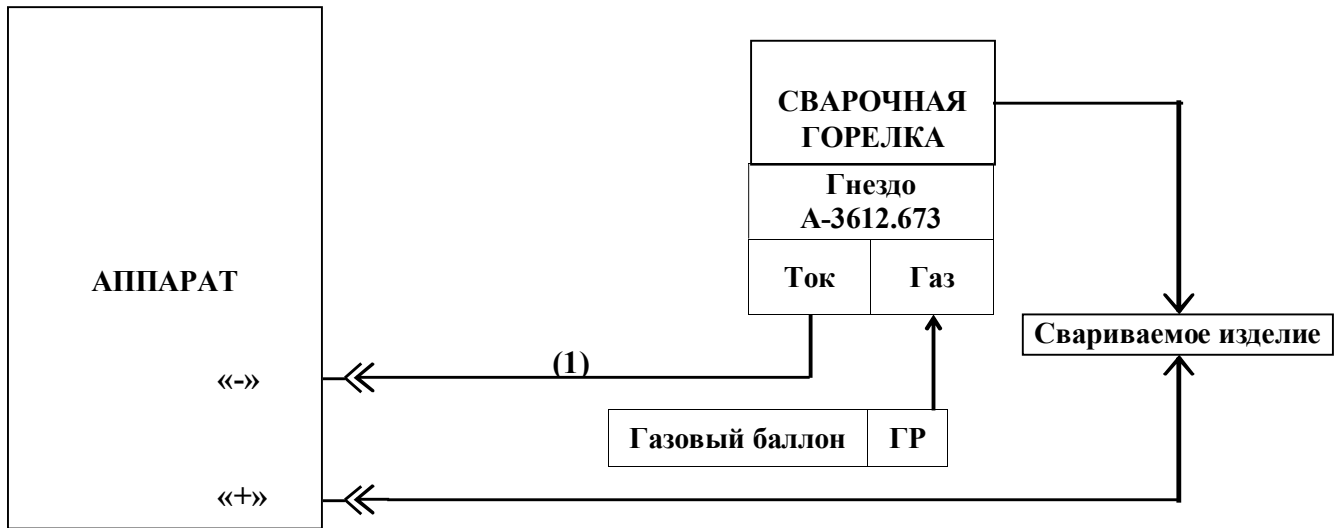 СВАРОЧНАЯ
ГОРЕЛКА
Гнездо
А-3612.673
Ток
Газ
АППАРАТ
Свариваемое изделие
(1)
«-»
Газовый баллон
ГР
«+»